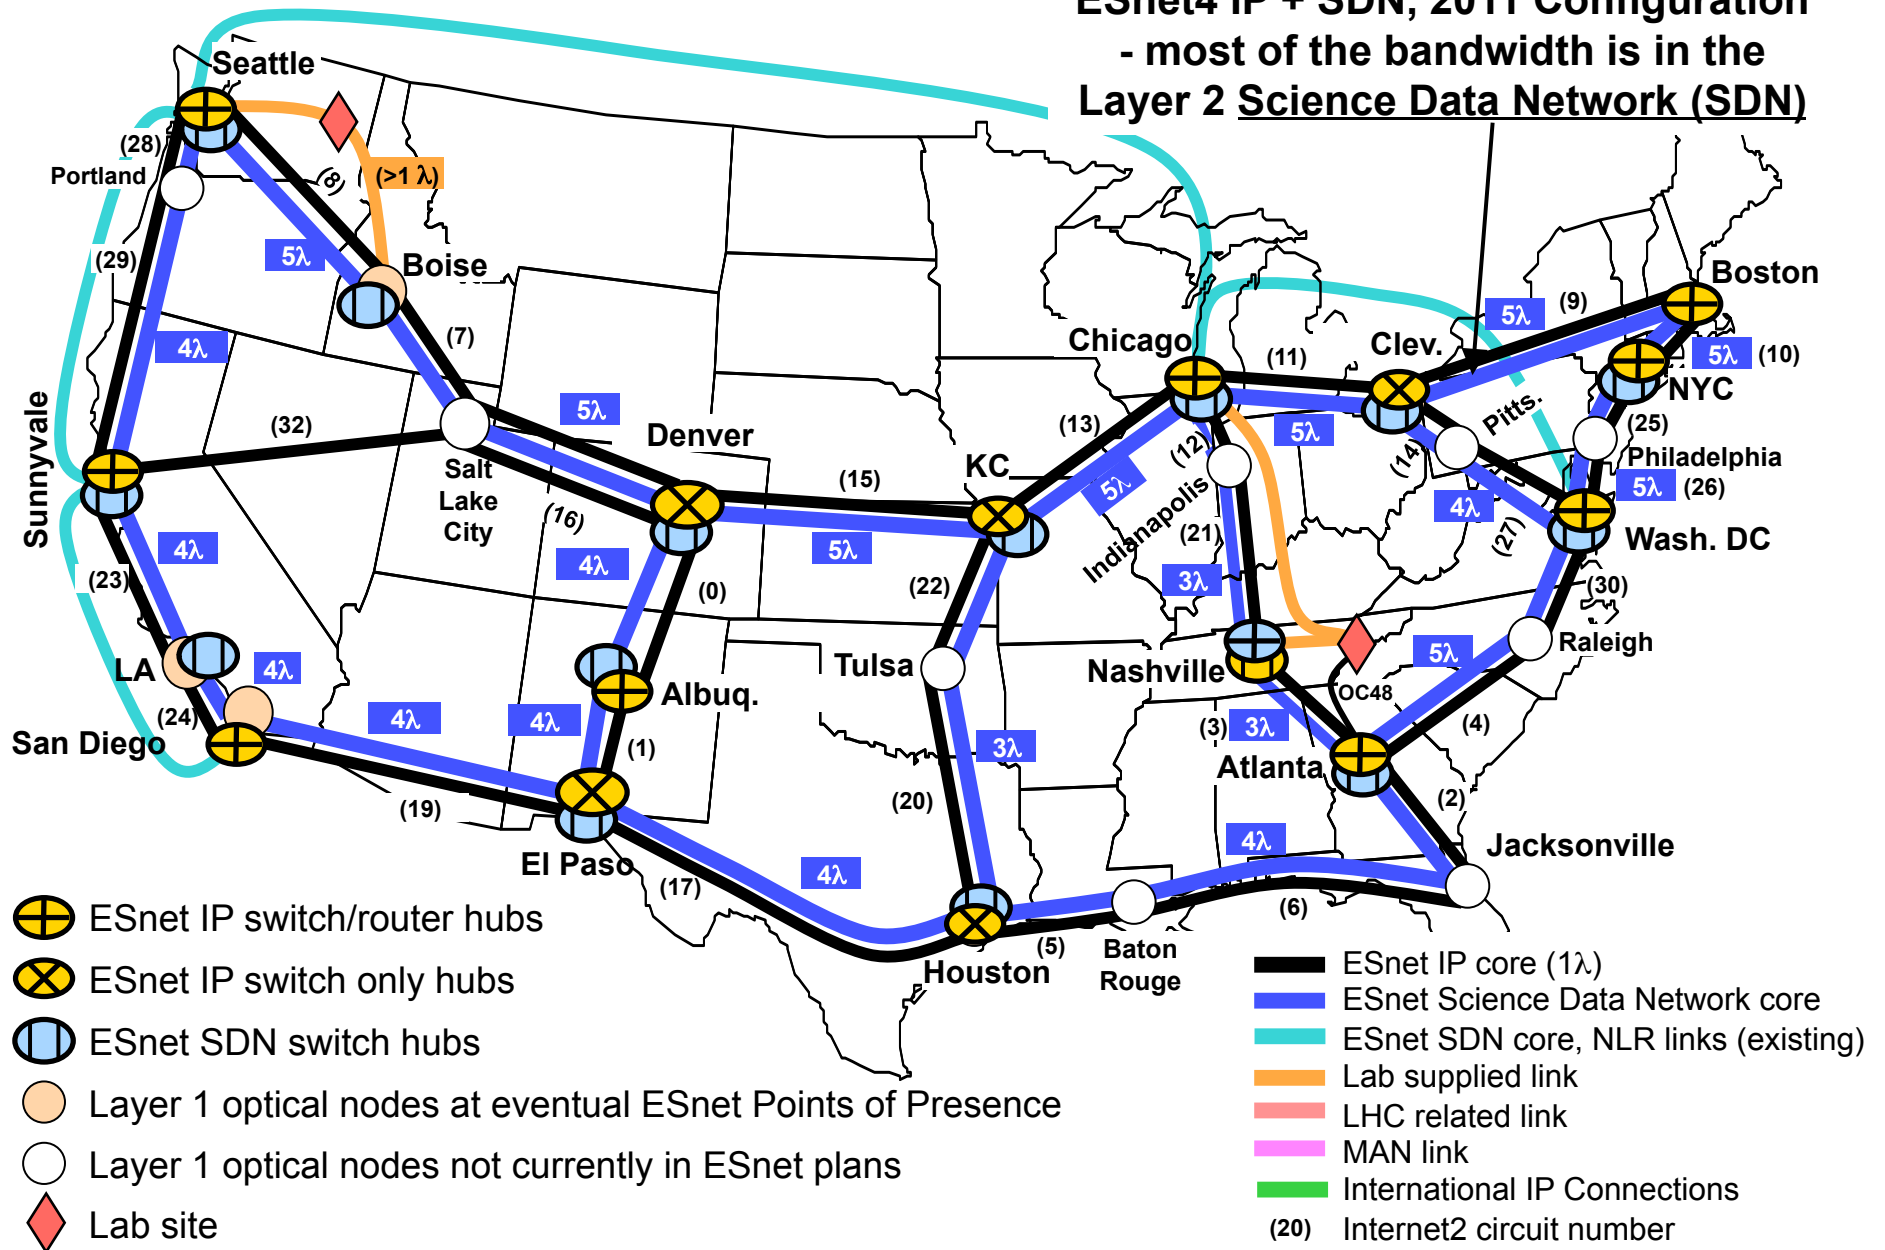 ESnet4 IP + SDN, 2011 Configuration
- most of the bandwidth is in the
Layer 2 Science Data Network (SDN)
Seattle
(28)
Portland
(8)
(>1 λ)
(29)
5λ
Boise
4λ
(7)
Boston
(9)
5λ
5λ
(10)
NYC
Chicago
(11)
Clev.
Pitts.
(25)
Philadelphia
5λ
(26)
Wash. DC
Sunnyvale
(32)
5λ
Denver
Salt
Lake
City
(16)
(15)
KC
(13)
5λ
(12)
5λ
(14)
4λ
(27)
Indianapolis
(21)
3λ
(30)
Raleigh
4λ
(23)
LA
4λ
(24)
San Diego
4λ
(0)
5λ
(22)
Tulsa
Albuq.
4λ
4λ
(1)
(19)
El Paso
Nashville
OC48
5λ
(4)
(3)
3λ
Atlanta
(2)
Jacksonville
3λ
(20)
(17)
4λ
4λ
(6)
(5)
Houston
Baton
Rouge
ESnet IP switch/router hubs
ESnet IP switch only hubs
ESnet SDN switch hubs
Layer 1 optical nodes at eventual ESnet Points of Presence
Layer 1 optical nodes not currently in ESnet plans
Lab site
ESnet IP core (1λ)
ESnet Science Data Network core
ESnet SDN core, NLR links (existing)
Lab supplied link
LHC related link
MAN link
International IP Connections
(20) Internet2 circuit number